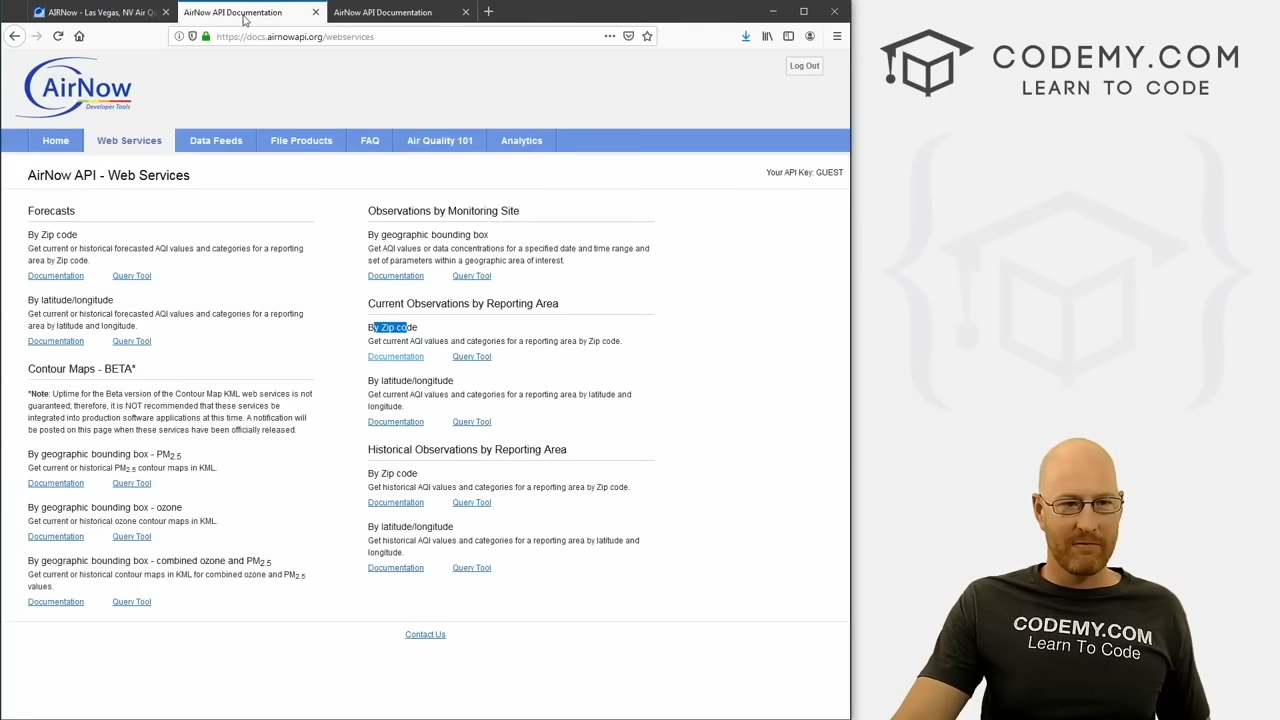 AIRNow - Las Vegas, NV Air Qu
AirNow API Documentation
AirNow API Documentation
https://docs.airnowapi.org/webservices
AirNow
Developer Tools
Log Out
Home
Web Services
Data Feeds
File Products
FAQ
Air Quality 101
Analytics
AirNow API - Web Services
Your API Key: GUEST
Forecasts
By Zip code
Get current or historical forecasted AQI values and categories for a reporting
area by Zip code.
Documentation Query Tool
By latitude/longitude
Get current or historical forecasted AQI values and categories for a reporting
area by latitude and longitude.
Documentation Query Tool
Contour Maps - BETA*
*Note: Uptime for the Beta version of the Contour Map KML web services is not
guaranteed; therefore, it is NOT recommended that these services be
integrated into production software applications at this time. A notification will
be posted on this page when these services have been officially released.
By geographic bounding box - PM2.5
Get current or historical PM2.5 contour maps in KML.
Documentation Query Tool
By geographic bounding box - ozone
Get current or historical ozone contour maps in KML.
Documentation Query Tool
By geographic bounding box - combined ozone and PM2.5
Get current or historical contour maps in KML for combined ozone and PM2.5
values.
Documentation Query Tool
Observations by Monitoring Site
By geographic bounding box
Get AQI values or data concentrations for a specified date and time range and
set of parameters within a geographic area of interest.
Documentation Query Tool
Current Observations by Reporting Area
By Zip code
Get current AQI values and categories for a reporting area by Zip code.
Documentation Query Tool
By latitude/longitude
Get current AQI values and categories for a reporting area by latitude and
longitude.
Documentation Query Tool
Historical Observations by Reporting Area
By Zip code
Get historical AQI values and categories for a reporting area by Zip code.
Documentation Query Tool
By latitude/longitude
Get historical AQI values and categories for a reporting area by latitude and
longitude.
Documentation Query Tool
Contact Us
CODEMY.COM
LEARN TO CODE
CODEMY.COM
Learn To Code